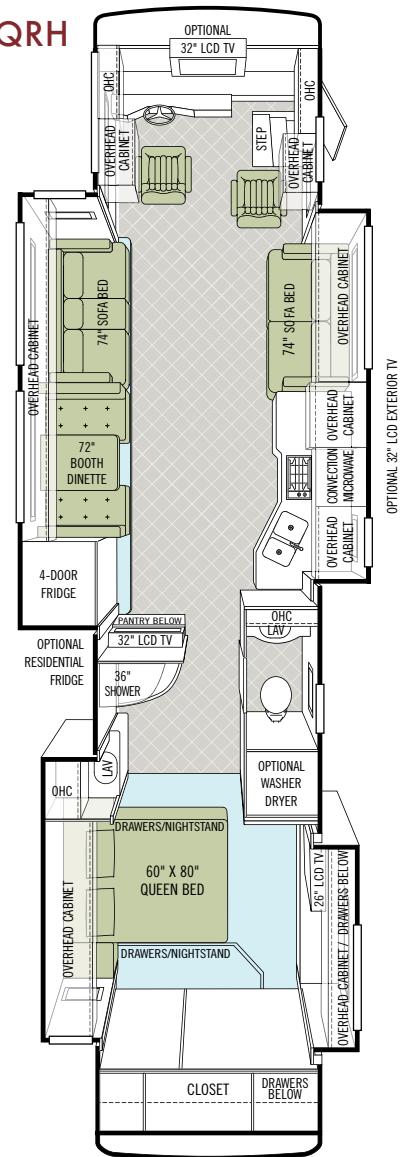 QRH
OPTIONAL
32" LCD TV
OHC
OHC
OVERHEAD
CABINET
STEP
OVERHEAD
CABINET
OVERHEAD CABINET
74" SOFA BED
74" SOFA BED
OVERHEAD CABINET
72"
BOOTH
DINETTE
OVERHEAD
CABINET
CONVECTION
MICROWAVE
OVERHEAD
CABINET
OPTIONAL 32" LCD EXTERIOR TV
4-DOOR
FRIDGE
OPTIONAL
RESIDENTIAL
FRIDGE
PANTRY BELOW
32" LCD TV
36"
SHOWER
OHC
LAV
LAV
OHC
OPTIONAL
WASHER
DRYER
DRAWERS/NIGHTSTAND
60" X 80"
QUEEN BED
OVERHEAD CABINET
DRAWERS/NIGHTSTAND
26" LCD TV
OVERHEAD CABINET/ DRAWERS BELOW
CLOSET
DRAWERS
BELOW